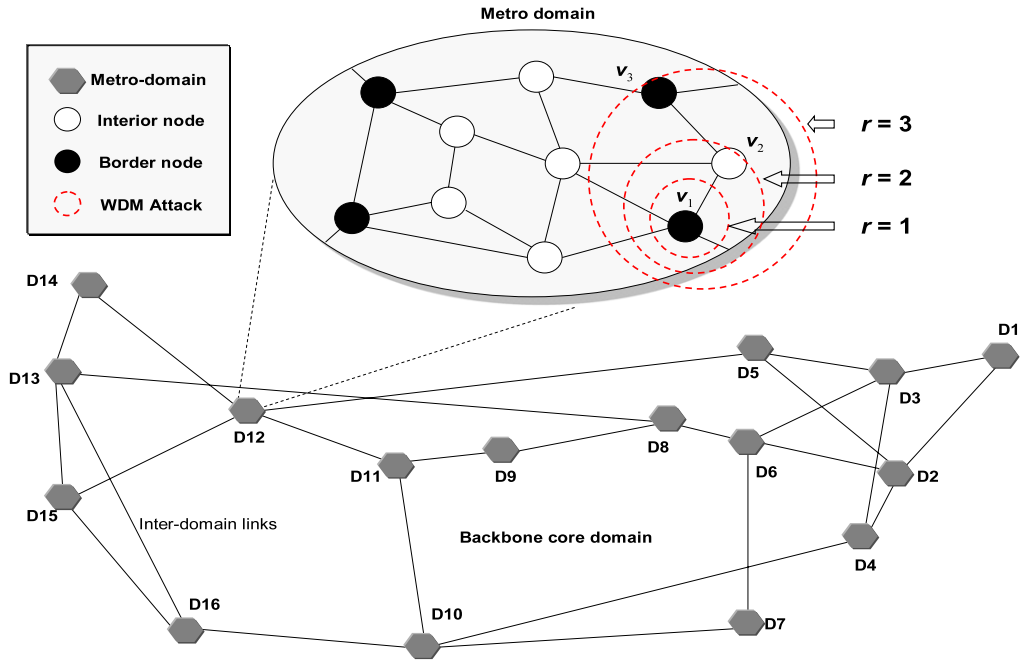 Metro domain
Metro-domain
Interior node
Border node
WDM Attack
v3
v2
v1
r = 3
r = 2
r = 1
D14
D13
D12
D15
D16
Inter-domain links
D11
D9
D8
D10
Backbone core domain
D5
D6
D7
D3
D1
D2
D4